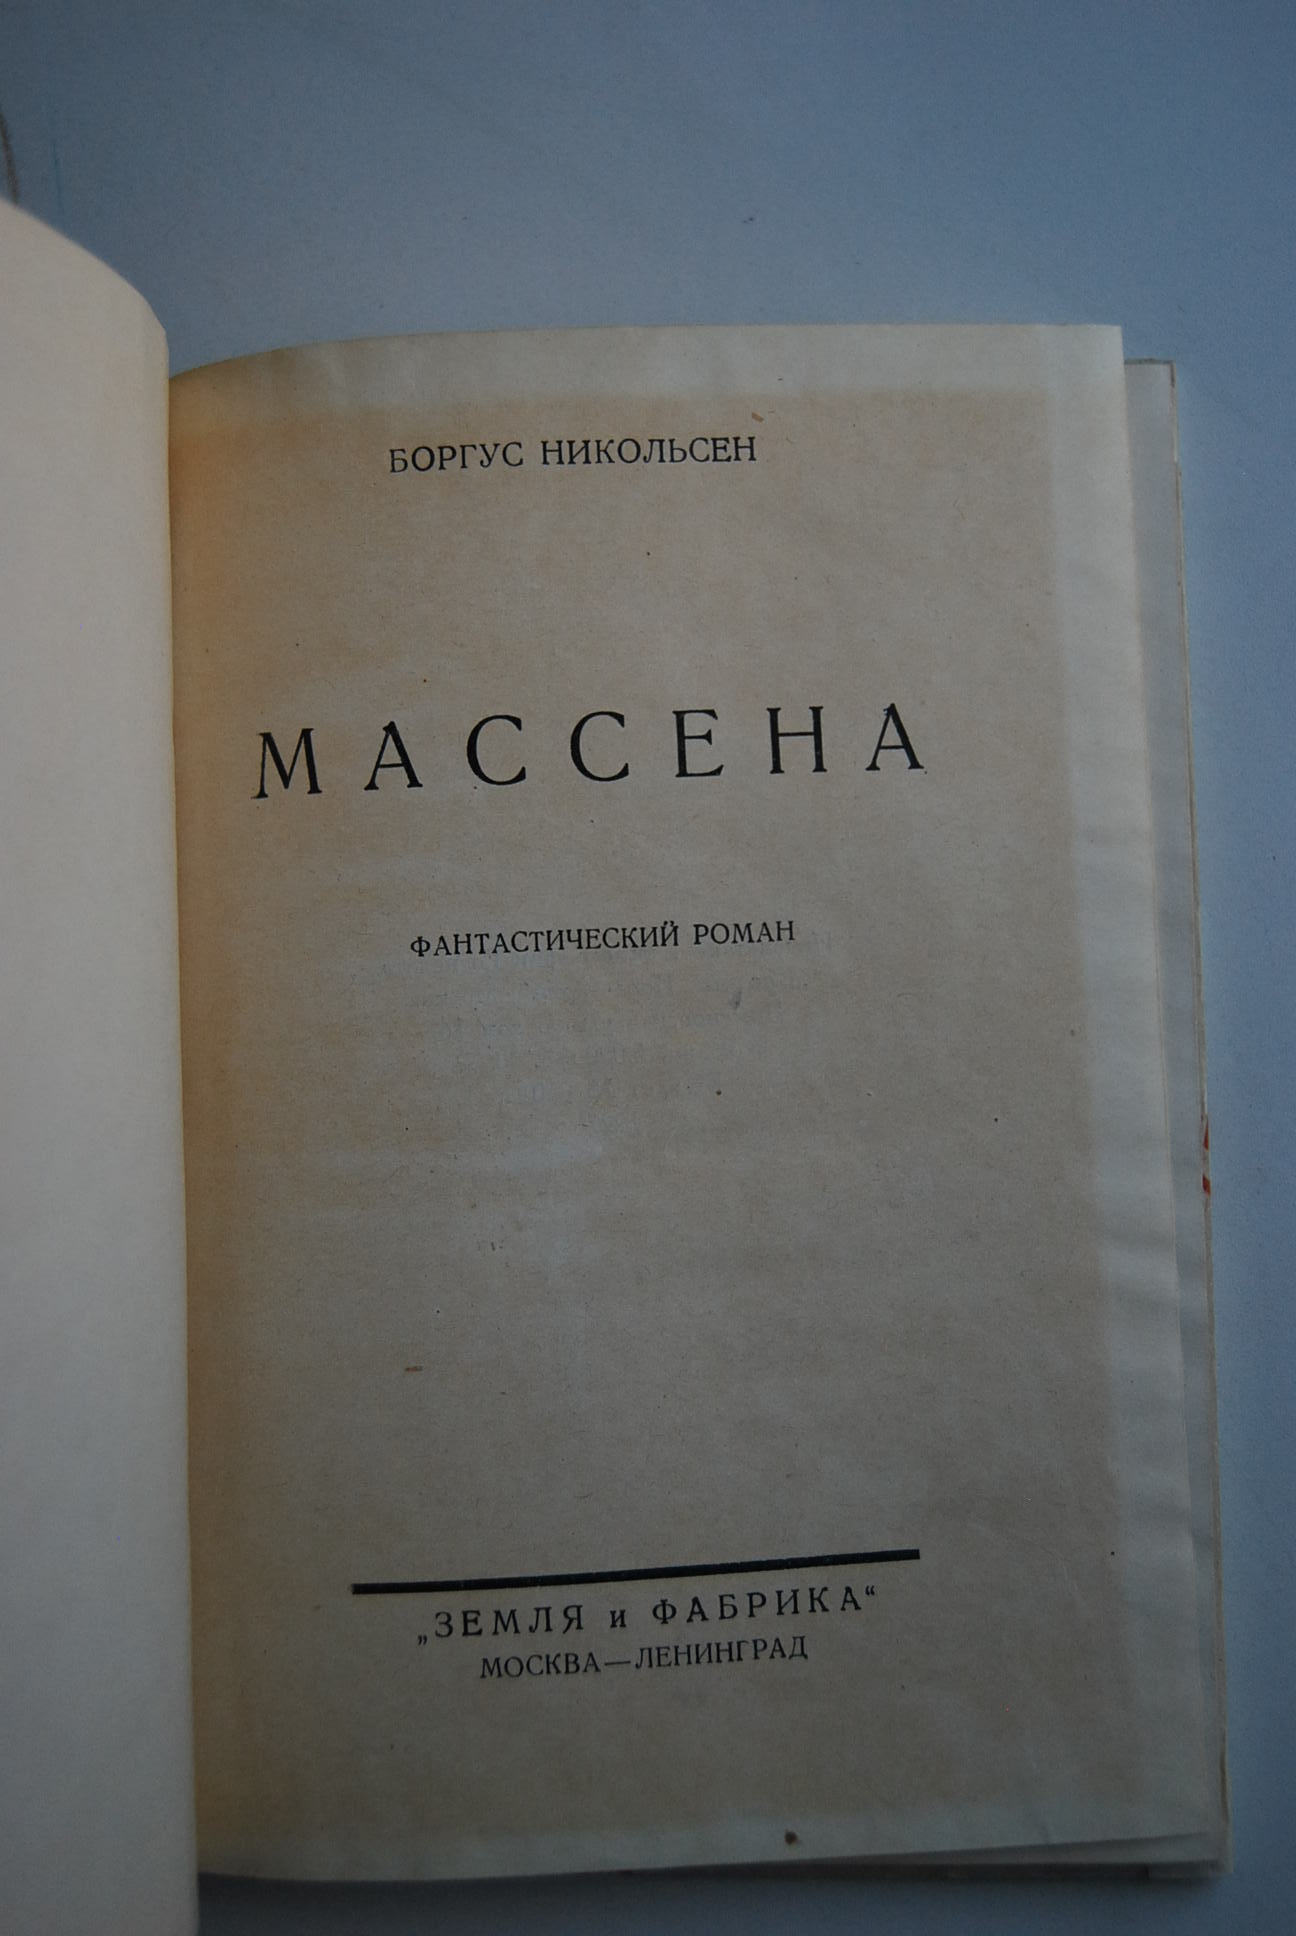 БОРГУС НИКОЛЬСЕН
МАССЕНА
ФАНТАСТИЧЕСКИЙ РОМАН
„ЗЕМЛЯ и ФАБРИКА“
МОСКВА—ЛЕНИНГРАД